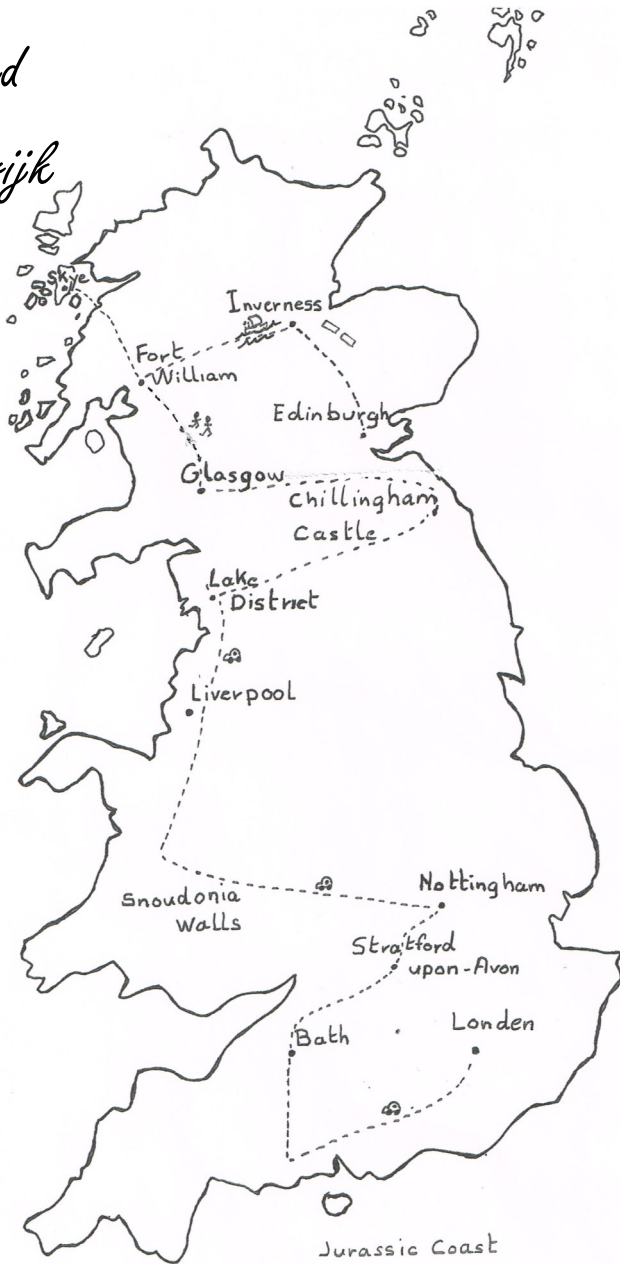 d
ijk
Skye
Inverness
Fort
William
Edinburgh
Glasgow
Chillingham
Castle
Lake
District
Liverpool
Nottingham
Snoudonia
Walls
Stratford
upon-Avon
Bath
Londen
Jurassic Coast